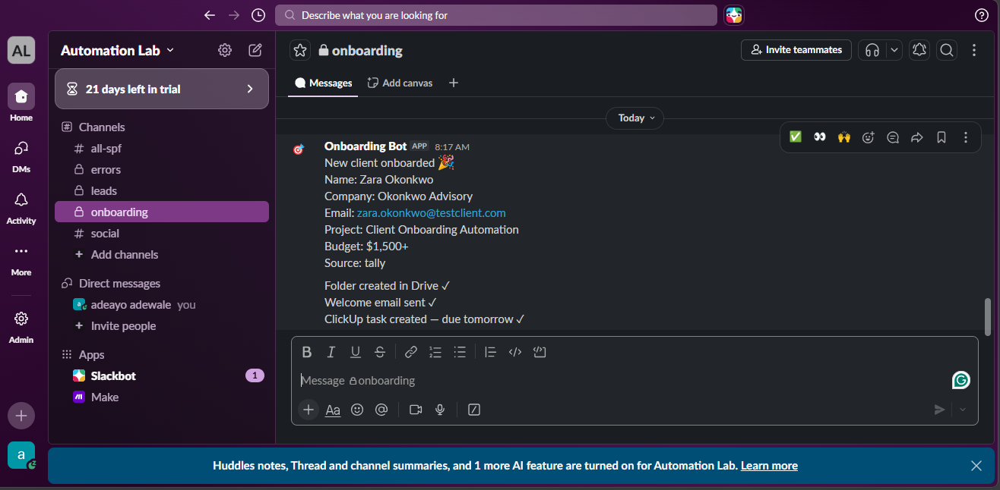 Describe what you are looking for
AL
Automation Lab
21 days left in trial
Home
DMs
Activity
More
Admin
a
Channels
all-spf
errors
leads
onboarding
social
Add channels
Direct messages
a adeayo adewale you
Invite people
Apps
Slackbot 1
Make
onboarding
Invite teammates
Messages
Add canvas
Today
Onboarding Bot APP 8:17 AM
New client onboarded 🎉
Name: Zara Okonkwo
Company: Okonkwo Advisory
Email: zara.okonkwo@testclient.com
Project: Client Onboarding Automation
Budget: $1,500+
Source: tally
Folder created in Drive ✓
Welcome email sent ✓
ClickUp task created — due tomorrow ✓
B I U S
Message onboarding
Aa
Huddles notes, Thread and channel summaries, and 1 more AI feature are turned on for Automation Lab. Learn more